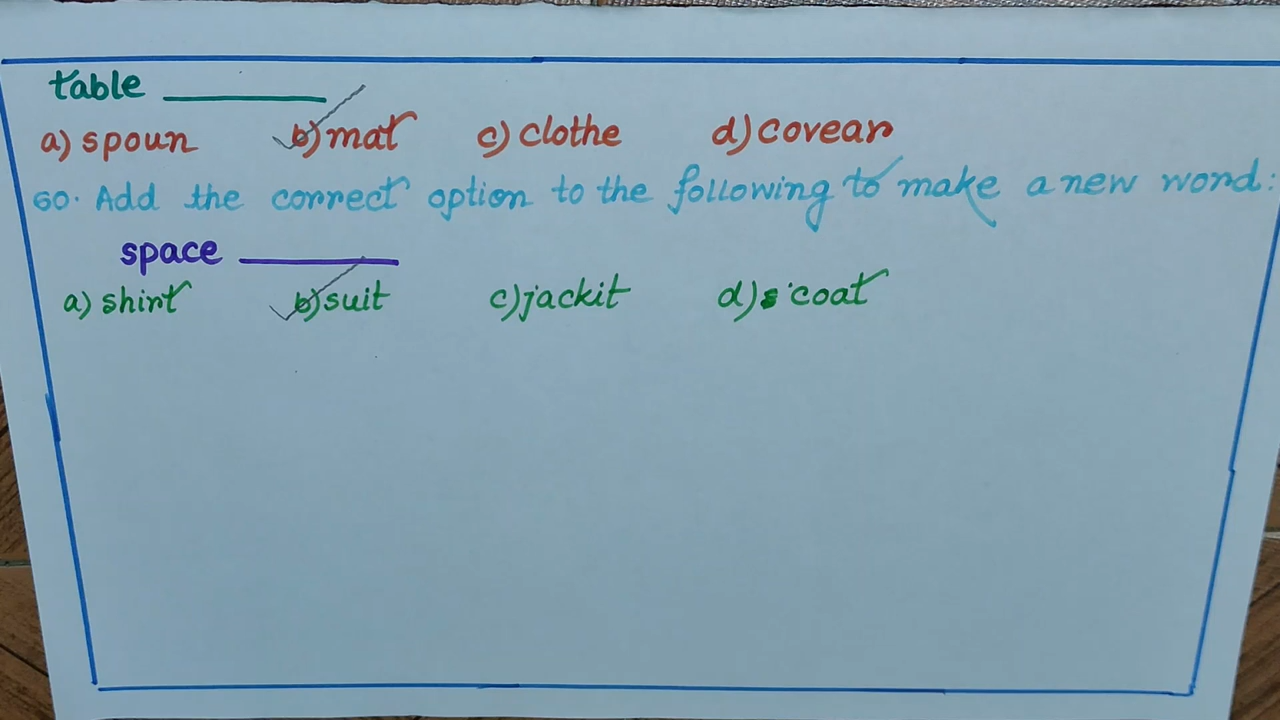 table ________
a) spoun b) mat c) clothe d) covear
60. Add the correct option to the following to make a new word:
space ________
a) shirt b) suit c) jackit d) s coat